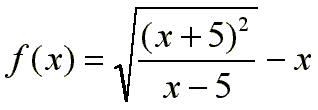 f(x) = √((x+5)²/(x−5)) − x